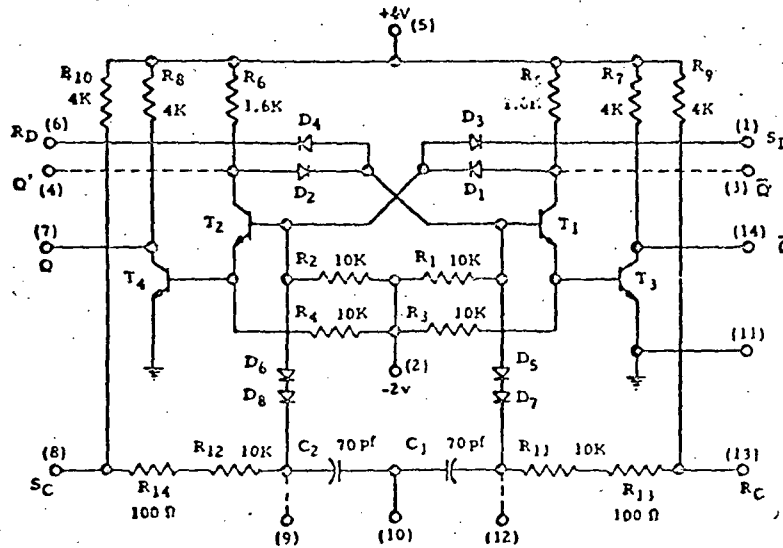 +4V (5)
R10 4K
R8 4K
R6 1.6K
R7 4K
R9 4K
RD (6)
D4
D3
(1)
Q' (4)
D2
D1
(3)
T2
T1
(7) Q
(14)
T4
R2 10K
R1 10K
T3
R4 10K
R3 10K
(11)
D6
D8
(2) -2v
D5
D7
(8) SC
R14 100 Ω
R12 10K
C2 70 pf
C1 70 pf
R11 10K
R13 100 Ω
(13) RC
(9)
(10)
(12)